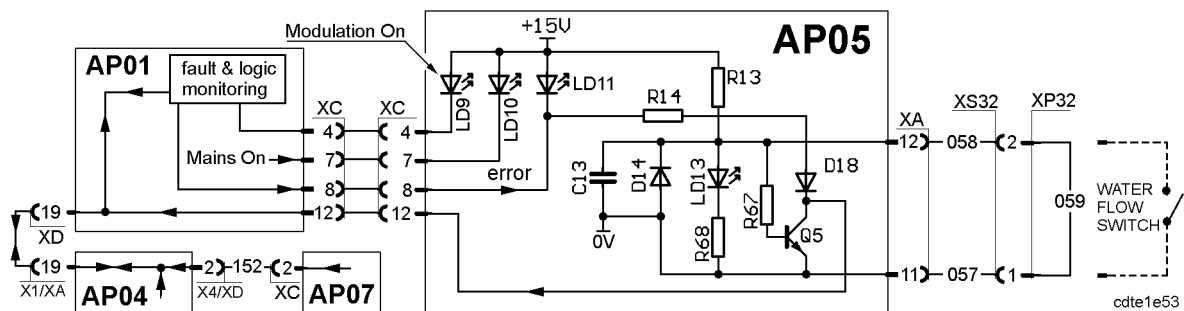 Modulation On
+15V
AP05
AP01
fault & logic
monitoring
LD9
LD10
LD11
R13
R14
XC
XC
XA
XS32
XP32
4
4
Mains On
7
7
8
8
error
12
12
12
058
2
C13
D14
LD13
D18
R67
R68
Q5
0V
059
WATER
FLOW
SWITCH
19
XD
19
X1/XA
AP04
2
152
2
X4/XD
XC
AP07
11
057
1
cdte1e53